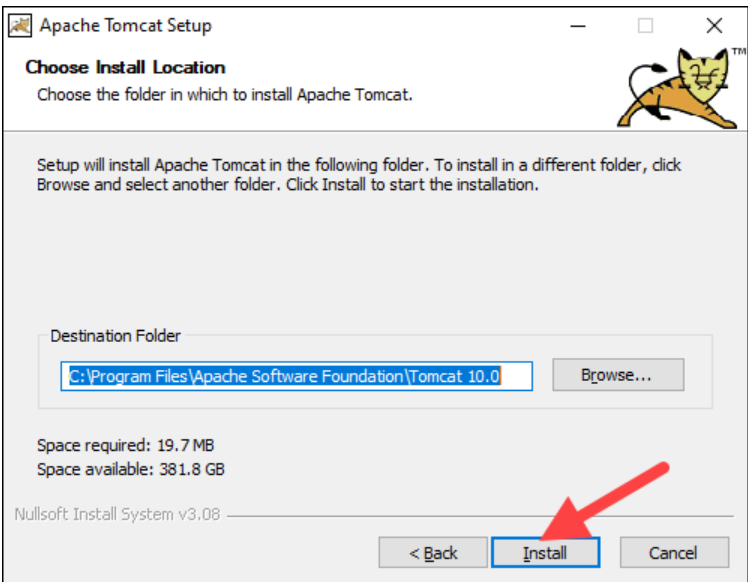 Apache Tomcat Setup
Choose Install Location
Choose the folder in which to install Apache Tomcat.
TM
Setup will install Apache Tomcat in the following folder. To install in a different folder, click
Browse and select another folder. Click Install to start the installation.
Destination Folder
C:\Program Files\Apache Software Foundation\Tomcat 10.0
Browse...
Space required: 19.7 MB
Space available: 381.8 GB
Nullsoft Install System v3.08
< Back
Install
Cancel